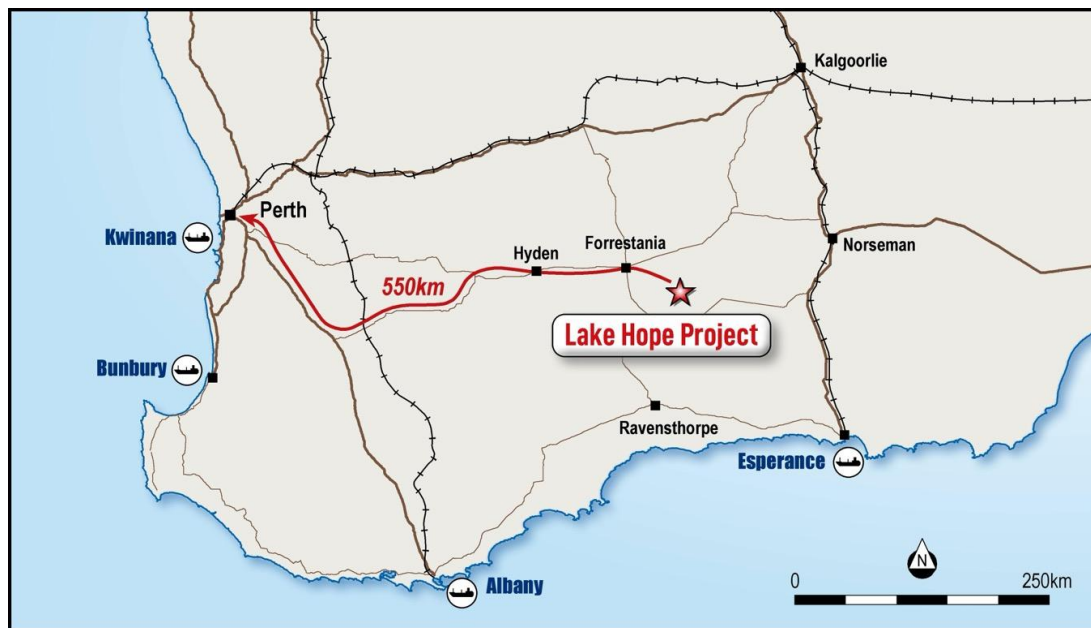 Kalgoorlie
Perth
Kwinana
Hyden
Forrestania
Norseman
550km
Lake Hope Project
Bunbury
Ravensthorpe
Esperance
N
Albany
0
250km